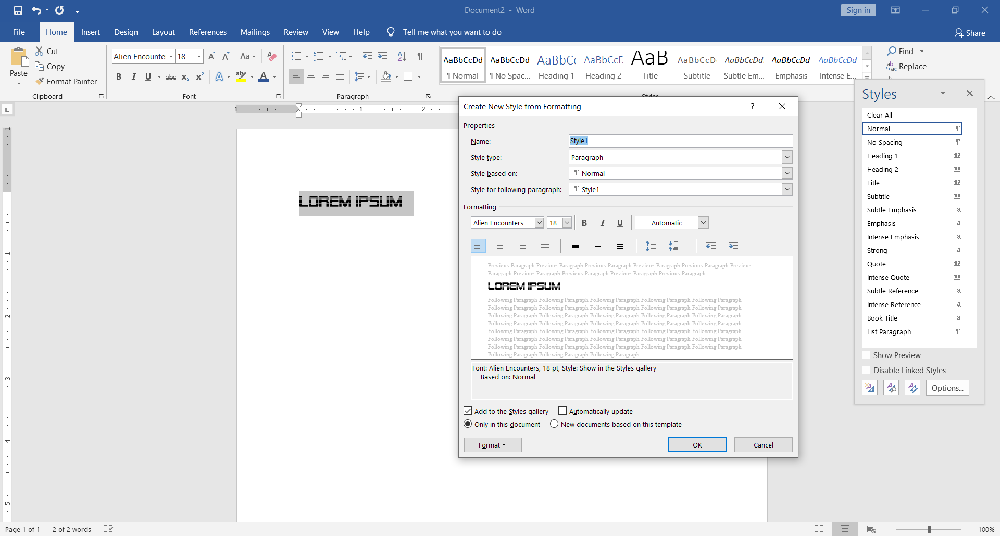 Document2 - Word
Sign in
File Home Insert Design Layout References Mailings Review View Help Tell me what you want to do
Share
Paste
Cut
Copy
Format Painter
Clipboard
Alien Encounter 18
Font
Paragraph
AaBbCcDd AaBbCcDd AaBbCc AaBbCcD AaB AaBbCcD AaBbCcDd AaBbCcDd AaBbCcDd
¶ Normal ¶ No Spac... Heading 1 Heading 2 Title Subtitle Subtle Em... Emphasis Intense E...
Styles
Find
Replace
1 1 2
LOREM IPSUM
Create New Style from Formatting
Properties
Name: Style1
Style type: Paragraph
Style based on: ¶ Normal
Style for following paragraph: ¶ Style1
Formatting
Alien Encounters 18 B I U Automatic
Previous Paragraph Previous Paragraph Previous Paragraph Previous Paragraph Previous Paragraph Previous
Paragraph Previous Paragraph Previous Paragraph Previous Paragraph Previous Paragraph
LOREM IPSUM
Following Paragraph Following Paragraph Following Paragraph Following Paragraph Following Paragraph
Following Paragraph Following Paragraph Following Paragraph Following Paragraph Following Paragraph
Following Paragraph Following Paragraph Following Paragraph Following Paragraph Following Paragraph
Following Paragraph Following Paragraph Following Paragraph Following Paragraph Following Paragraph
Following Paragraph Following Paragraph Following Paragraph Following Paragraph Following Paragraph
Following Paragraph Following Paragraph Following Paragraph Following Paragraph Following Paragraph
Following Paragraph Following Paragraph Following Paragraph Following Paragraph Following Paragraph
Following Paragraph Following Paragraph Following Paragraph
Font: Alien Encounters, 18 pt, Style: Show in the Styles gallery
Based on: Normal
Add to the Styles gallery Automatically update
Only in this document New documents based on this template
Format OK Cancel
Styles
Clear All
Normal ¶
No Spacing ¶
Heading 1 ¶a
Heading 2 ¶a
Title ¶a
Subtitle ¶a
Subtle Emphasis a
Emphasis a
Intense Emphasis a
Strong a
Quote ¶a
Intense Quote ¶a
Subtle Reference a
Intense Reference a
Book Title a
List Paragraph ¶
Show Preview
Disable Linked Styles
Options...
Page 1 of 1 2 of 2 words
100%